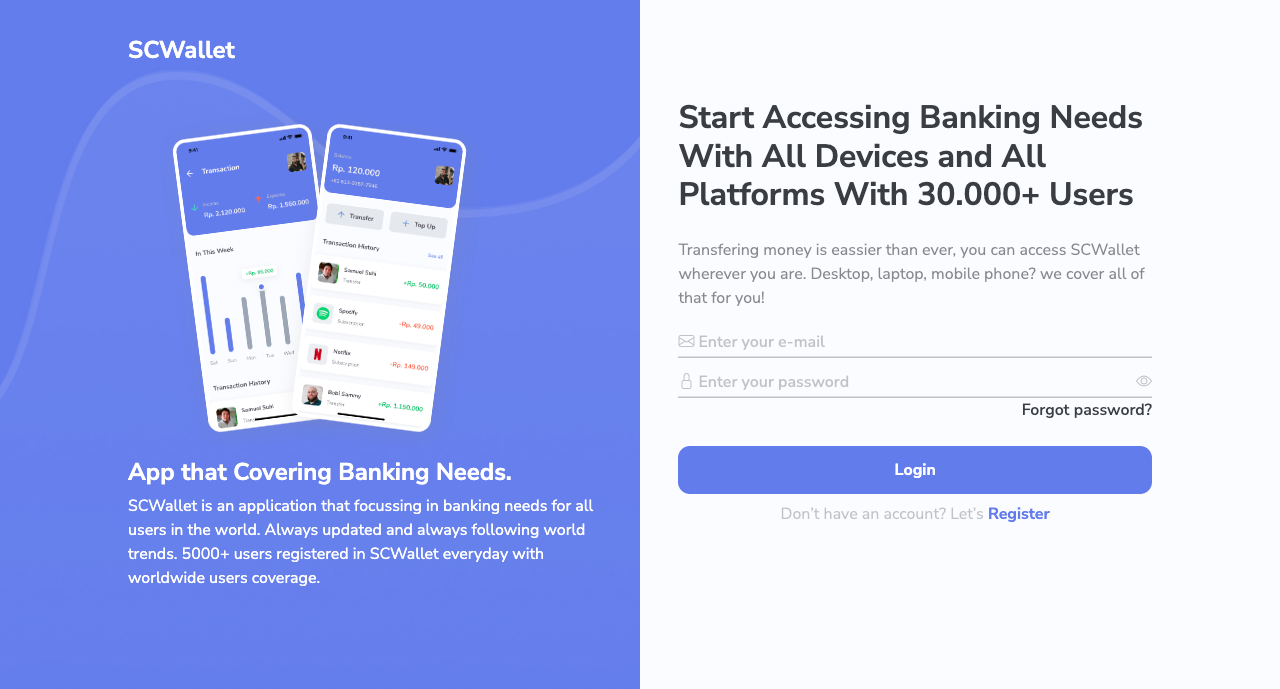 SCWallet
9:41
Transaction
Income
Rp. 2.120.000
Expense
Rp. 1.560.000
In This Week
+Rp. 95.000
Sat Sun Mon Tue Wed
Transaction History
Samuel Suhi
9:41
Balance
Rp. 120.000
Transfer
Top Up
Transaction History
See all
Samuel Suhi
Transfer
+Rp. 50.000
Spotify
Subscription
-Rp. 49.000
Netflix
Subscription
-Rp. 149.000
Bobi Sammy
Transfer
+Rp. 1.150.000
App that Covering Banking Needs.
SCWallet is an application that focussing in banking needs for all
users in the world. Always updated and always following world
trends. 5000+ users registered in SCWallet everyday with
worldwide users coverage.
Start Accessing Banking Needs
With All Devices and All
Platforms With 30.000+ Users
Transfering money is eassier than ever, you can access SCWallet
wherever you are. Desktop, laptop, mobile phone? we cover all of
that for you!
Enter your e-mail
Enter your password
Forgot password?
Login
Don't have an account? Let's Register